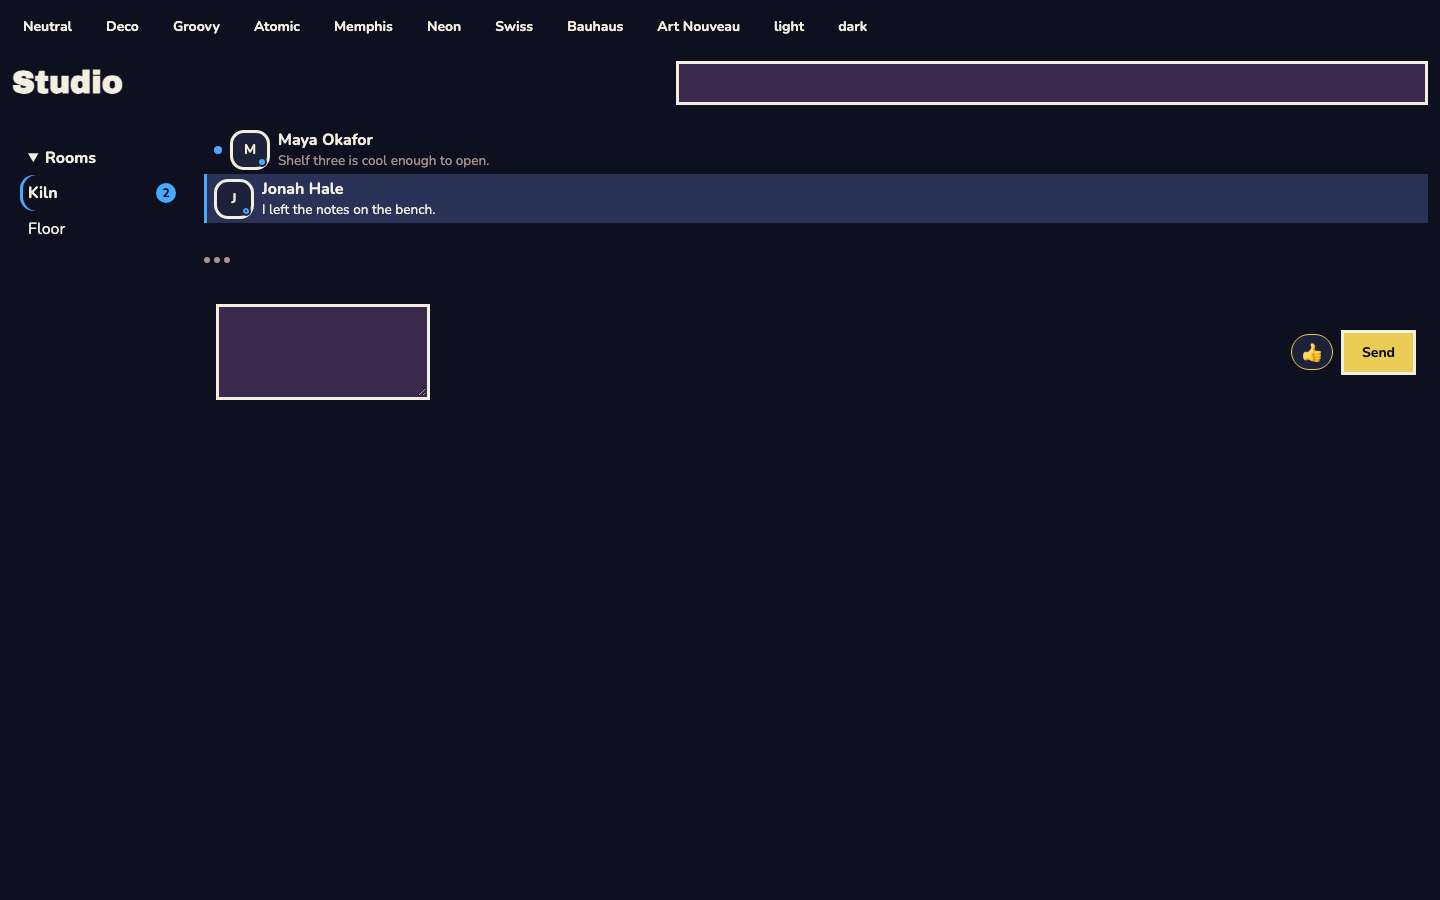 Neutral Deco Groovy Atomic Memphis Neon Swiss Bauhaus Art Nouveau light dark
Studio
▼ Rooms
Kiln 2
Floor
M Maya Okafor
Shelf three is cool enough to open.
J Jonah Hale
I left the notes on the bench.
👍 Send